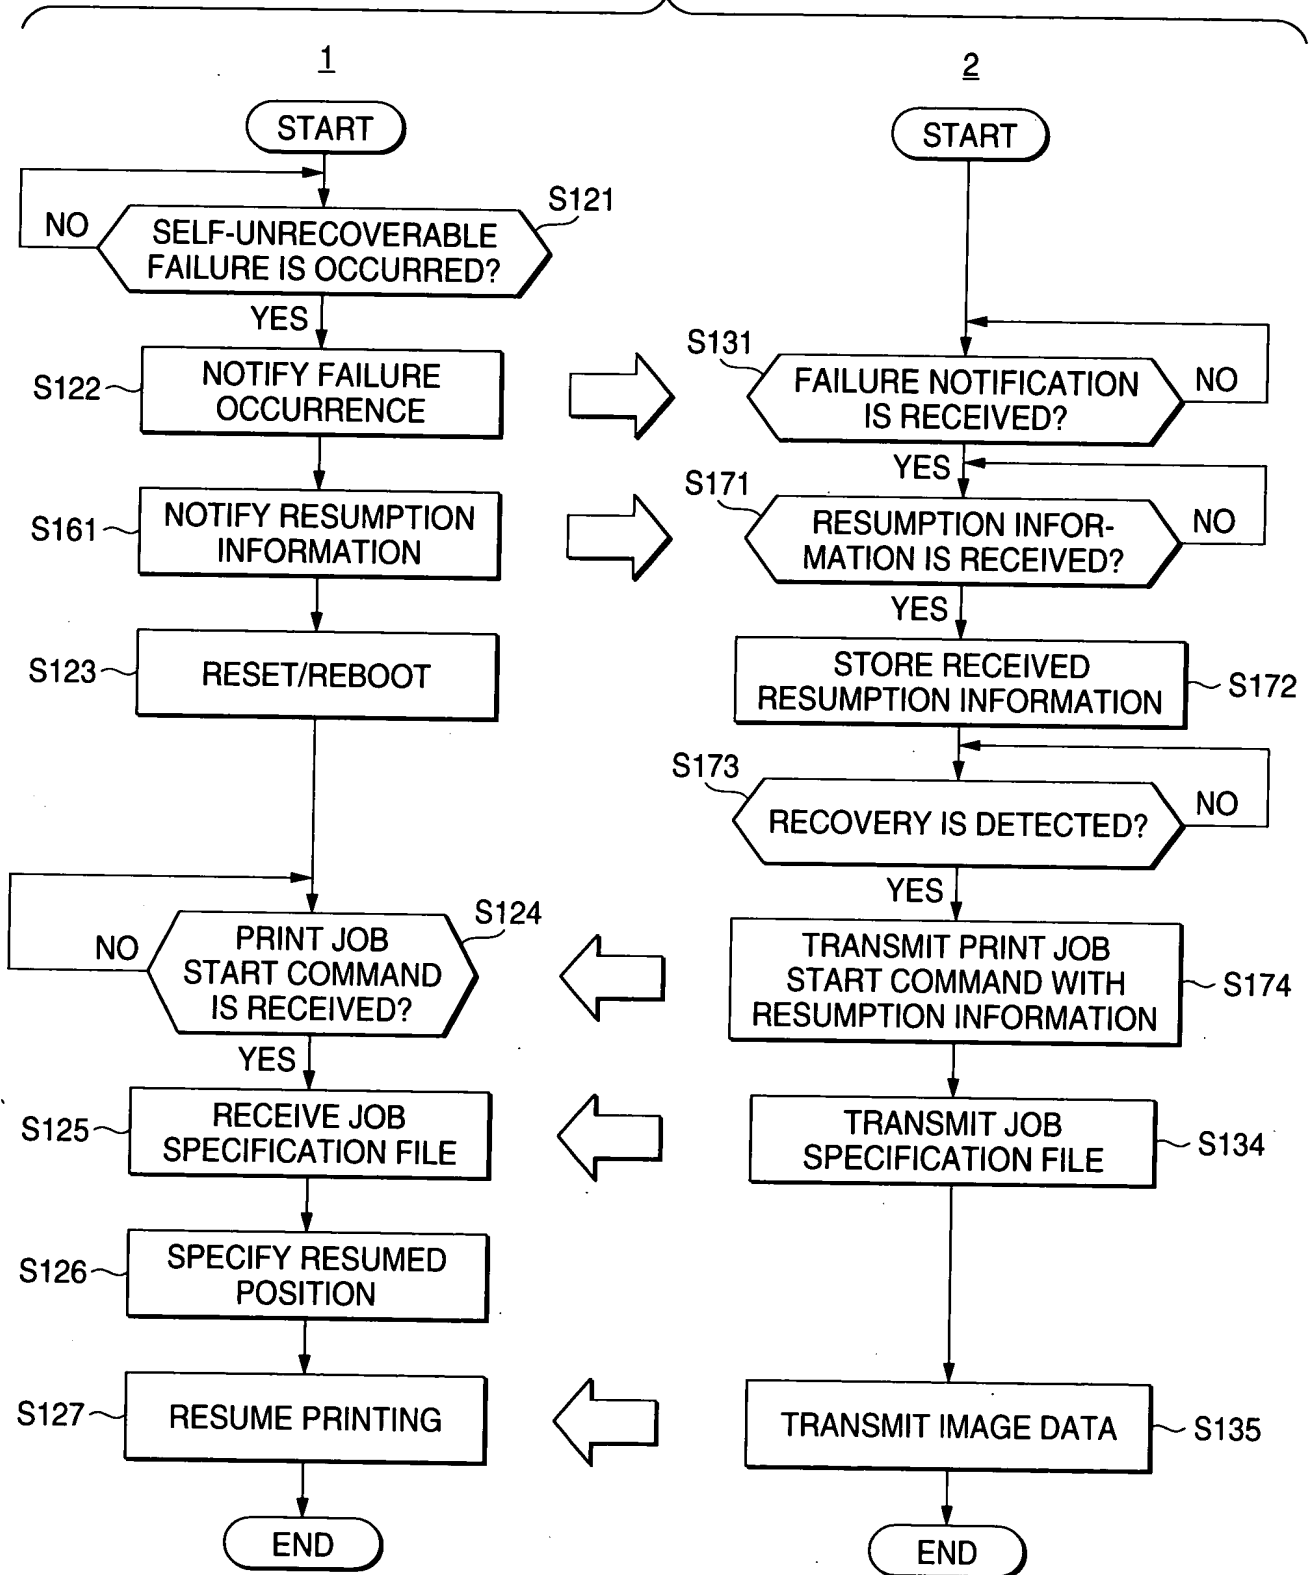 1
START
S121
NO
SELF-UNRECOVERABLE
FAILURE IS OCCURRED?
YES
S122
NOTIFY FAILURE
OCCURRENCE
S161
NOTIFY RESUMPTION
INFORMATION
S123
RESET/REBOOT
S124
NO
PRINT JOB
START COMMAND
IS RECEIVED?
YES
S125
RECEIVE JOB
SPECIFICATION FILE
S126
SPECIFY RESUMED
POSITION
S127
RESUME PRINTING
END
2
START
S131
FAILURE NOTIFICATION
IS RECEIVED?
NO
YES
S171
RESUMPTION INFOR-
MATION IS RECEIVED?
NO
YES
STORE RECEIVED
RESUMPTION INFORMATION
S172
S173
RECOVERY IS DETECTED?
NO
YES
TRANSMIT PRINT JOB
START COMMAND WITH
RESUMPTION INFORMATION
S174
TRANSMIT JOB
SPECIFICATION FILE
S134
TRANSMIT IMAGE DATA
S135
END